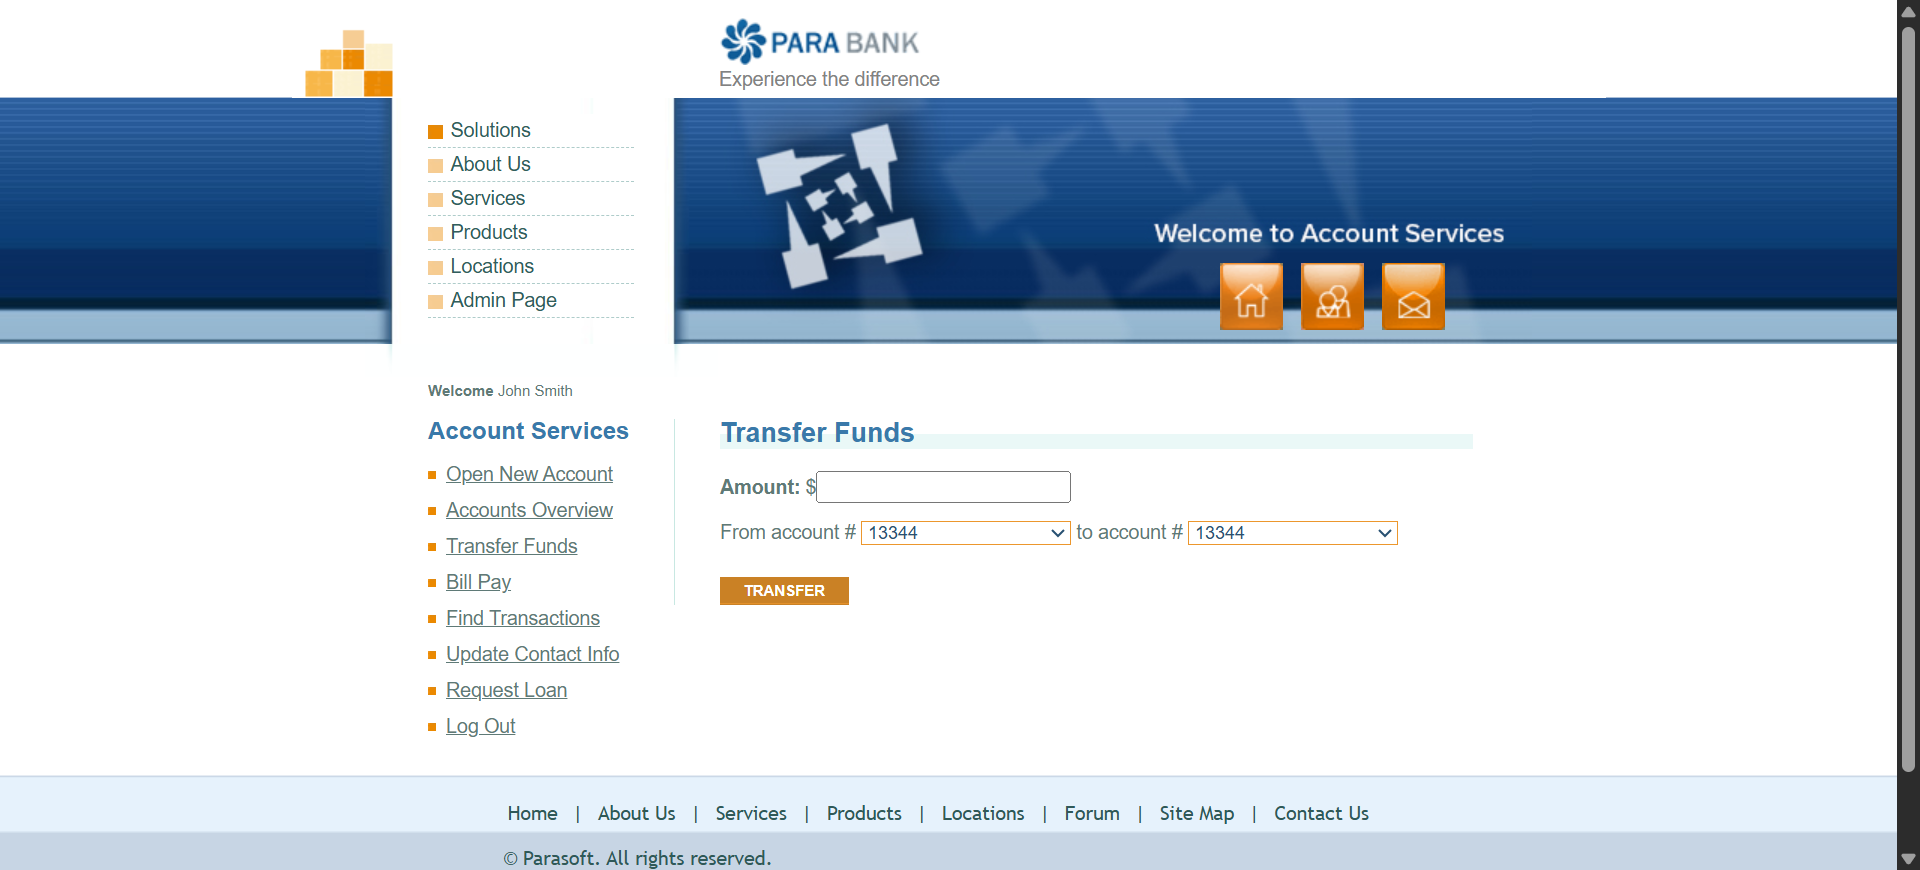 PARA BANK
Experience the difference
Solutions
About Us
Services
Products
Locations
Admin Page
Welcome to Account Services
Welcome John Smith
Account Services
Open New Account
Accounts Overview
Transfer Funds
Bill Pay
Find Transactions
Update Contact Info
Request Loan
Log Out
Transfer Funds
Amount: $
From account # 13344 to account # 13344
TRANSFER
Home | About Us | Services | Products | Locations | Forum | Site Map | Contact Us
© Parasoft. All rights reserved.